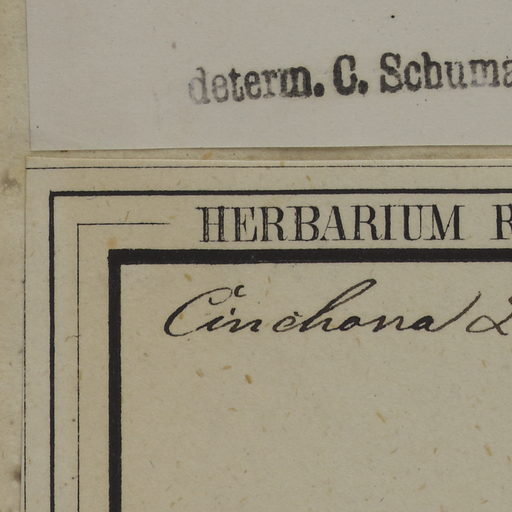 determ. C. Schuma
HERBARIUM R
Cinchona